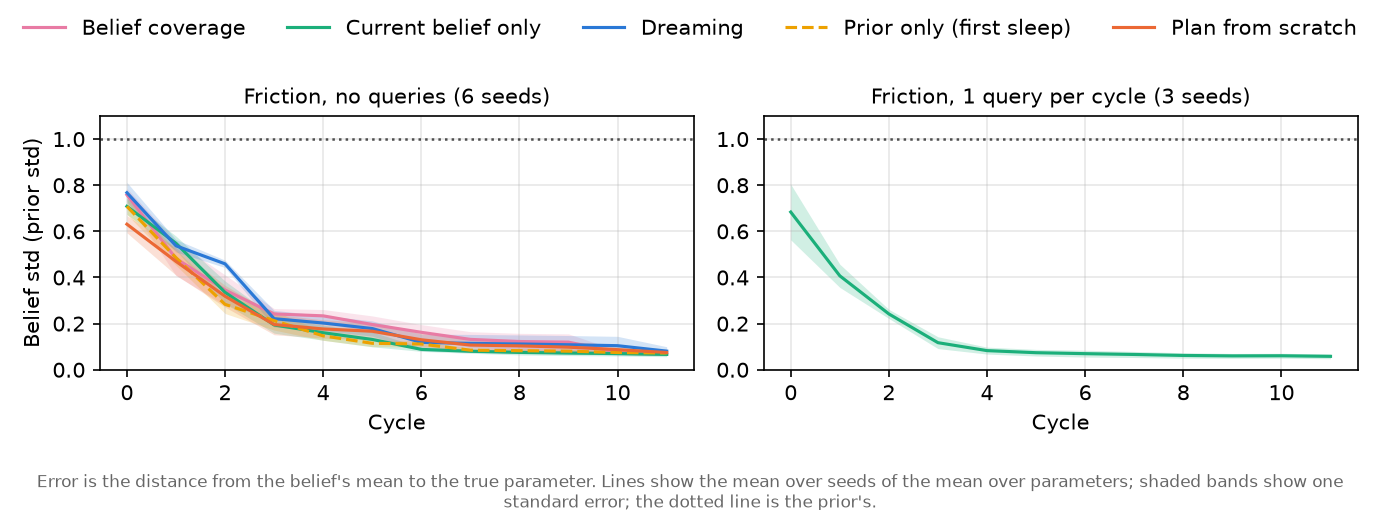 Belief coverage Current belief only Dreaming Prior only (first sleep) Plan from scratch
Friction, no queries (6 seeds)
Friction, 1 query per cycle (3 seeds)
Belief std (prior std)
1.0
0.8
0.6
0.4
0.2
0.0
0 2 4 6 8 10
Cycle
1.0
0.8
0.6
0.4
0.2
0.0
0 2 4 6 8 10
Cycle
Error is the distance from the belief's mean to the true parameter. Lines show the mean over seeds of the mean over parameters; shaded bands show one
standard error; the dotted line is the prior's.